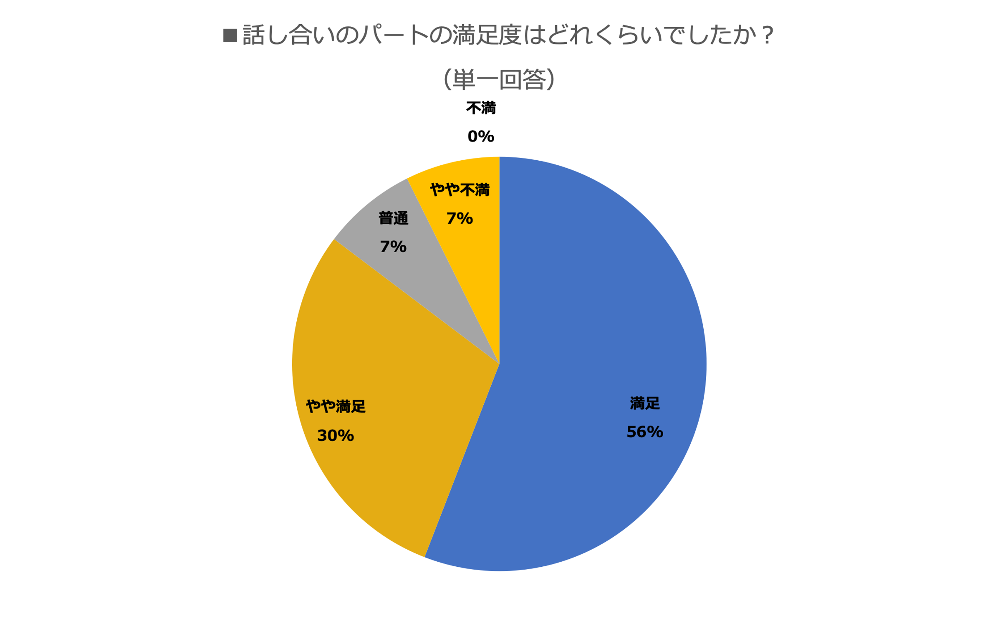 ■話し合いのパートの満足度はどれくらいでしたか？
（単一回答）
不満
0%
やや不満
7%
普通
7%
やや満足
30%
満足
56%